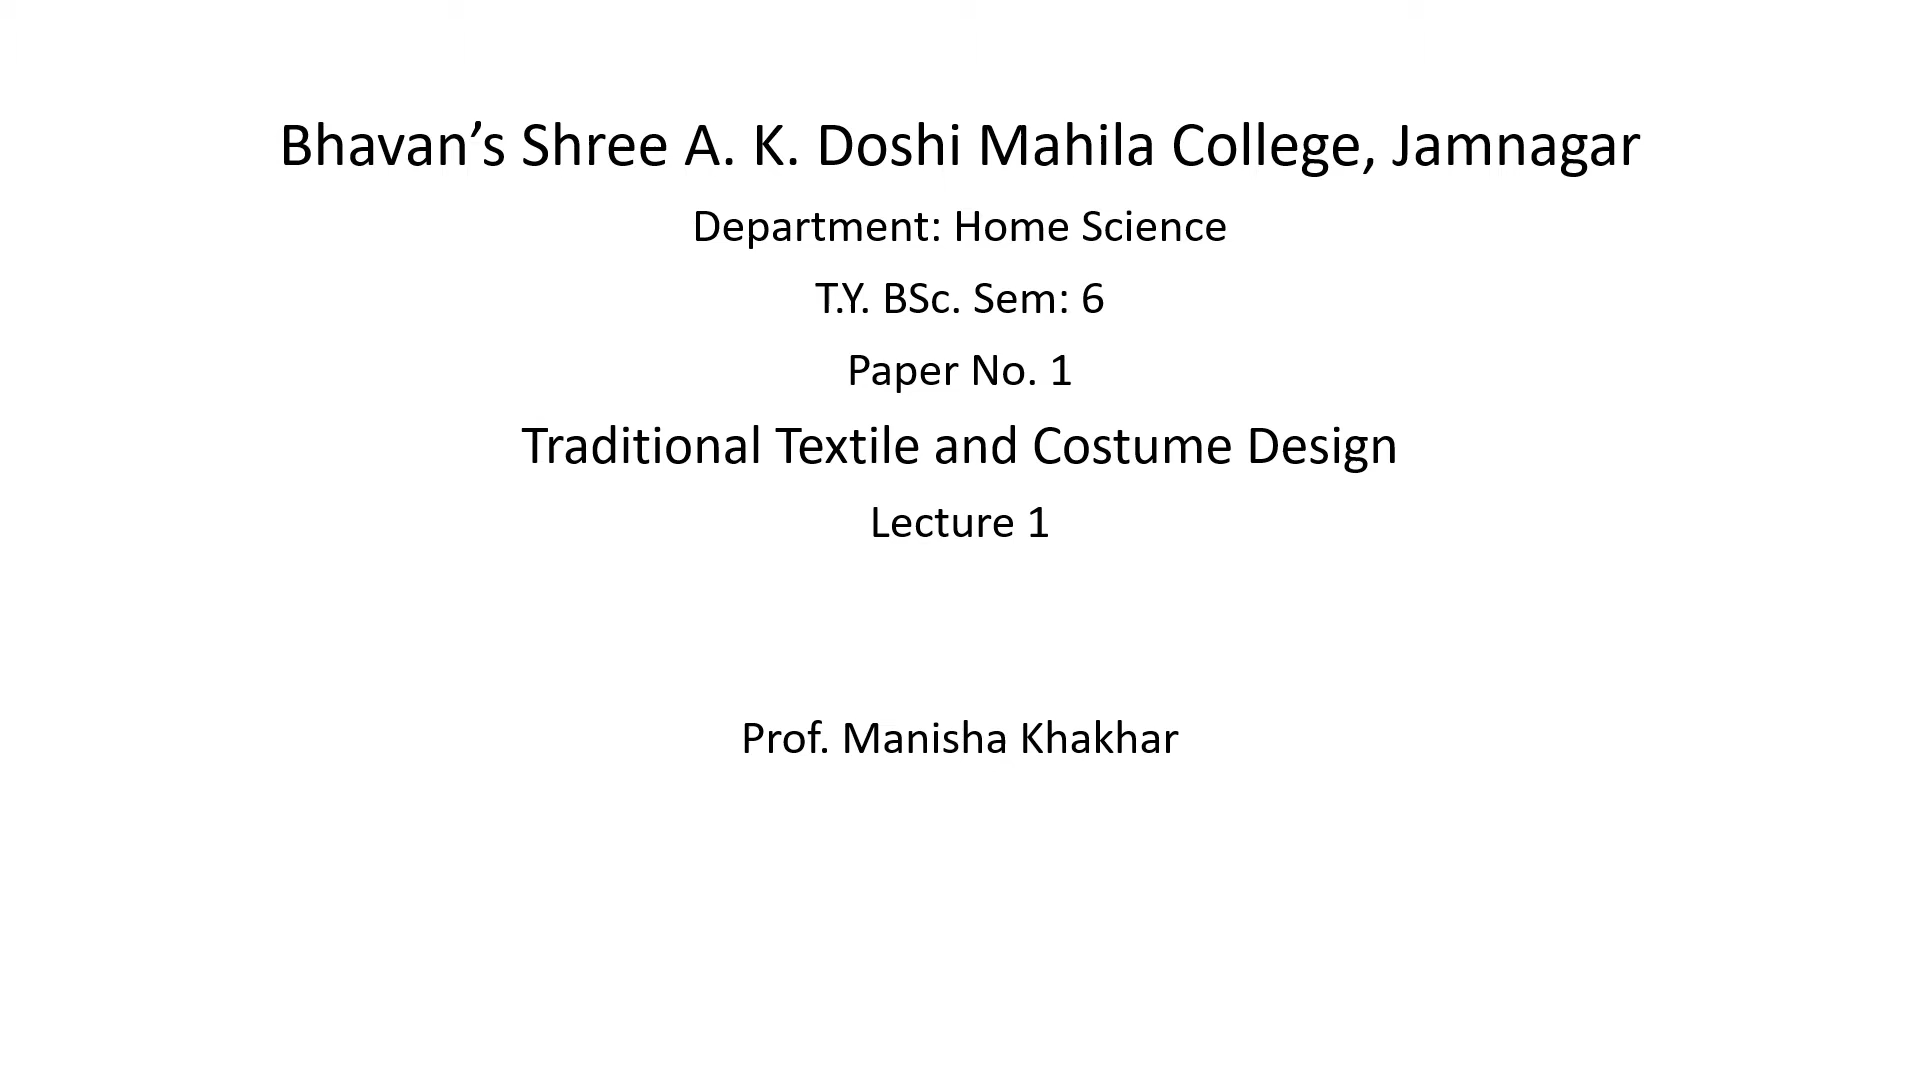 Bhavan’s Shree A. K. Doshi Mahila College, Jamnagar
Department: Home Science
T.Y. BSc. Sem: 6
Paper No. 1
Traditional Textile and Costume Design
Lecture 1
Prof. Manisha Khakhar